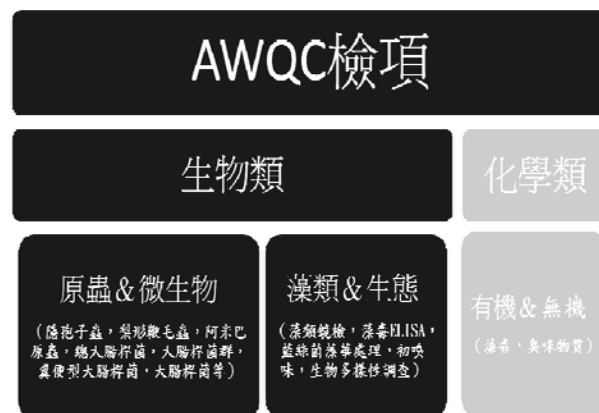 AWQC檢項
生物類
化學類
原蟲&微生物
(隱孢子蟲,梨形鞭毛蟲,阿米巴
原蟲,總大腸桿菌,大腸桿菌群,
糞便型大腸桿菌,大腸桿菌等)
藻類&生態
(藻類鏡檢,藻毒ELISA,
藍綠菌藻華處理,初嗅
味,生物多樣性調查)
有機&無機
(藻毒,臭味物質)